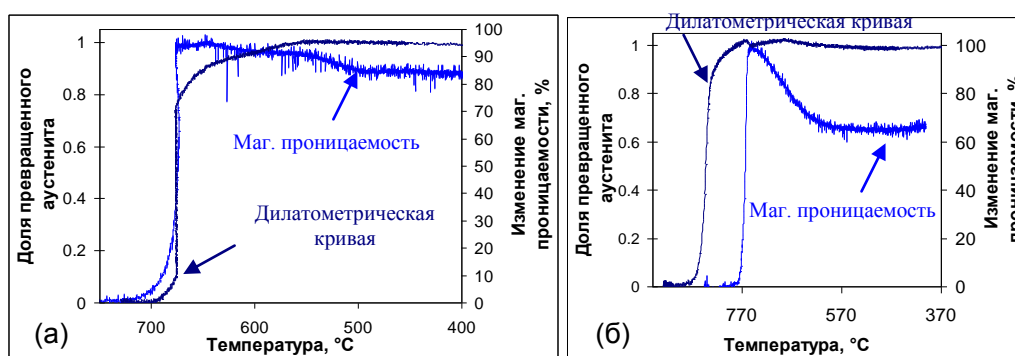 Доля превращенного
аустенита
1
0.8
0.6
0.4
0.2
0
100
90
80
70
60
50
40
30
20
10
0
Изменение маг.
проницаемости, %
Маг. проницаемость
Дилатометрическая
кривая
700
600
500
400
(а)
Температура, °С
Дилатометрическая кривая
Доля превращенного
аустенита
1
0.8
0.6
0.4
0.2
0
100
80
60
40
20
0
Изменение маг.
проницаемости, %
Маг. проницаемость
770
570
370
(б)
Температура, °С